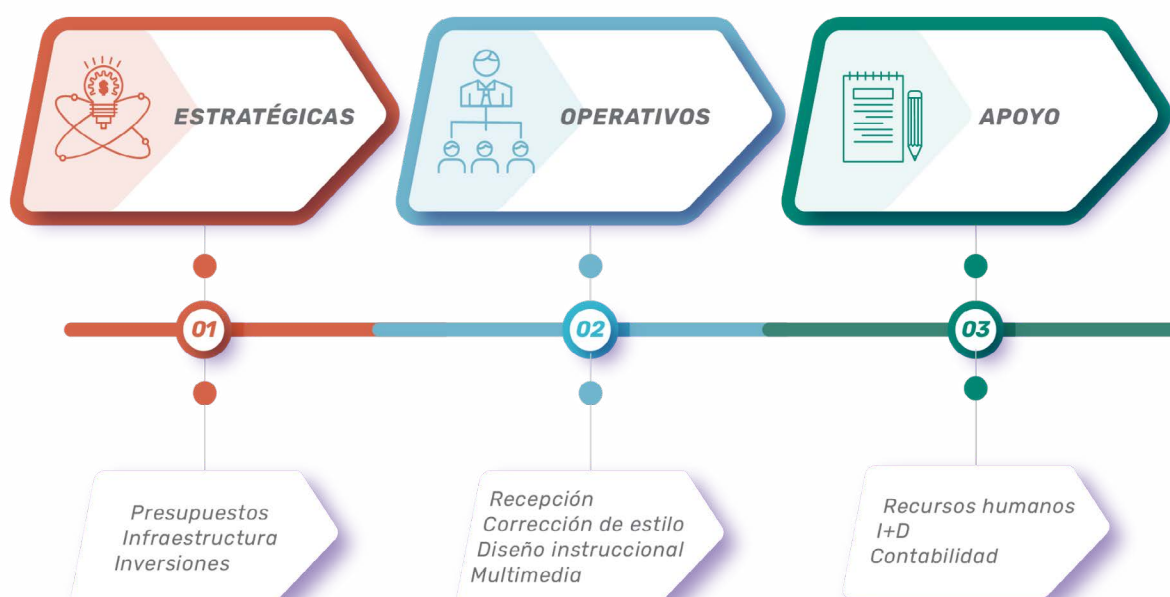 ESTRATÉGICAS
OPERATIVOS
APOYO
$
01
02
03
Presupuestos
Infraestructura
Inversiones
Recepción
Corrección de estilo
Diseño instruccional
Multimedia
Recursos humanos
I+D
Contabilidad